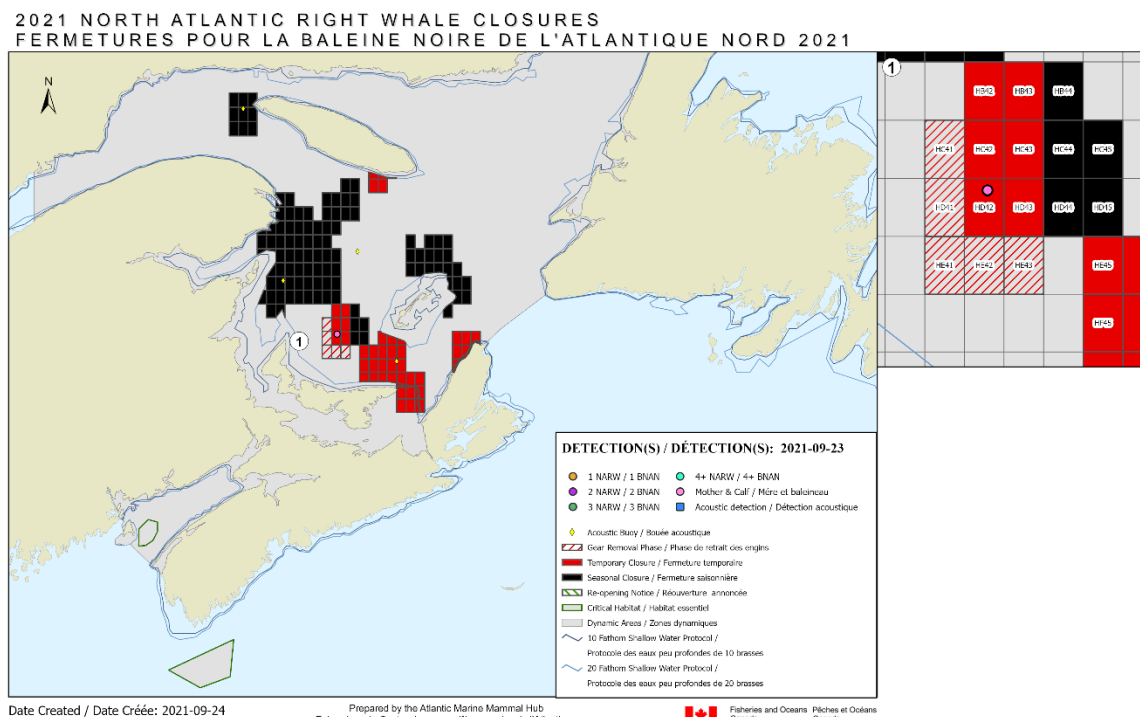 2021 NORTH ATLANTIC RIGHT WHALE CLOSURES
FERMETURES POUR LA BALEINE NOIRE DE L'ATLANTIQUE NORD 2021
N
1
1
HB42 HB43 HB44
HC41 HC42 HC43 HC44 HC45
HD41 HD42 HD43 HD44 HD45
HE41 HE42 HE43 HE45
HF45
DETECTION(S) / DÉTECTION(S): 2021-09-23
1 NARW / 1 BNAN
4+ NARW / 4+ BNAN
2 NARW / 2 BNAN
Mother & Calf / Mère et baleineau
3 NARW / 3 BNAN
Acoustic detection / Détection acoustique
Acoustic Buoy / Bouée acoustique
Gear Removal Phase / Phase de retrait des engins
Temporary Closure / Fermeture temporaire
Seasonal Closure / Fermeture saisonnière
Re-opening Notice / Réouverture annoncée
Critical Habitat / Habitat essentiel
Dynamic Areas / Zones dynamiques
10 Fathom Shallow Water Protocol /
Protocole des eaux peu profondes de 10 brasses
20 Fathom Shallow Water Protocol /
Protocole des eaux peu profondes de 20 brasses
Date Created / Date Créée: 2021-09-24
Prepared by the Atlantic Marine Mammal Hub
Fisheries and Oceans Pêches et Océans